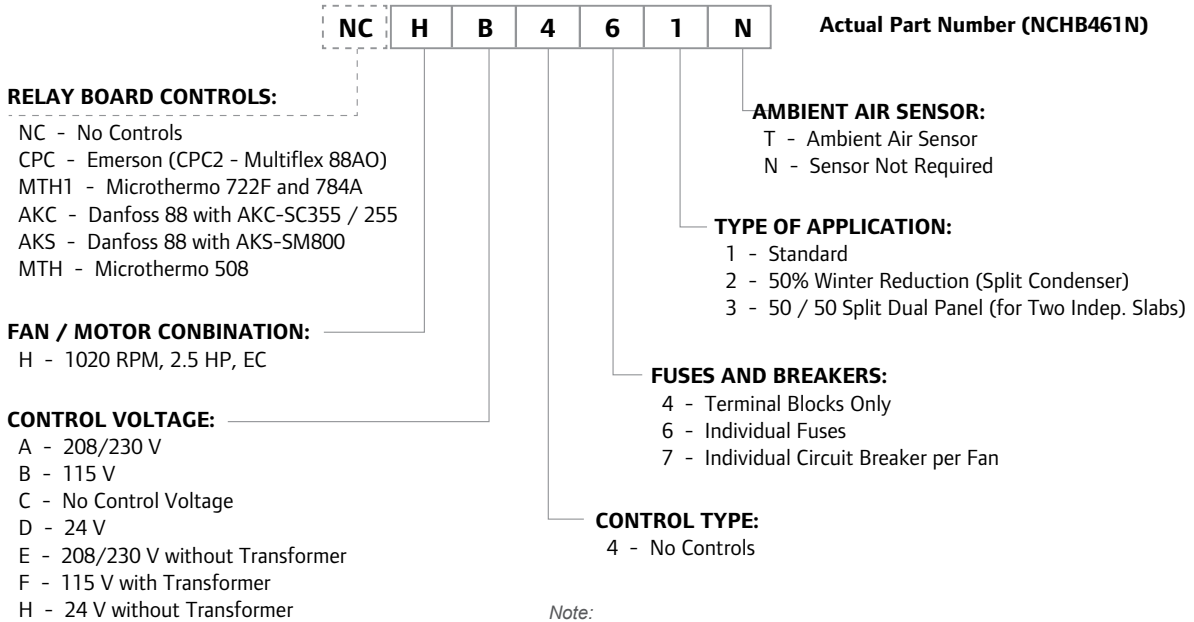 NC H B 4 6 1 N
Actual Part Number (NCHB461N)
RELAY BOARD CONTROLS:
NC - No Controls
CPC - Emerson (CPC2 - Multiflex 88AO)
MTH1 - Microthermo 722F and 784A
AKC - Danfoss 88 with AKC-SC355 / 255
AKS - Danfoss 88 with AKS-SM800
MTH - Microthermo 508
FAN / MOTOR CONBINATION:
H - 1020 RPM, 2.5 HP, EC
CONTROL VOLTAGE:
A - 208/230 V
B - 115 V
C - No Control Voltage
D - 24 V
E - 208/230 V without Transformer
F - 115 V with Transformer
H - 24 V without Transformer
AMBIENT AIR SENSOR:
T - Ambient Air Sensor
N - Sensor Not Required
TYPE OF APPLICATION:
1 - Standard
2 - 50% Winter Reduction (Split Condenser)
3 - 50 / 50 Split Dual Panel (for Two Indep. Slabs)
FUSES AND BREAKERS:
4 - Terminal Blocks Only
6 - Individual Fuses
7 - Individual Circuit Breaker per Fan
CONTROL TYPE:
4 - No Controls
Note: